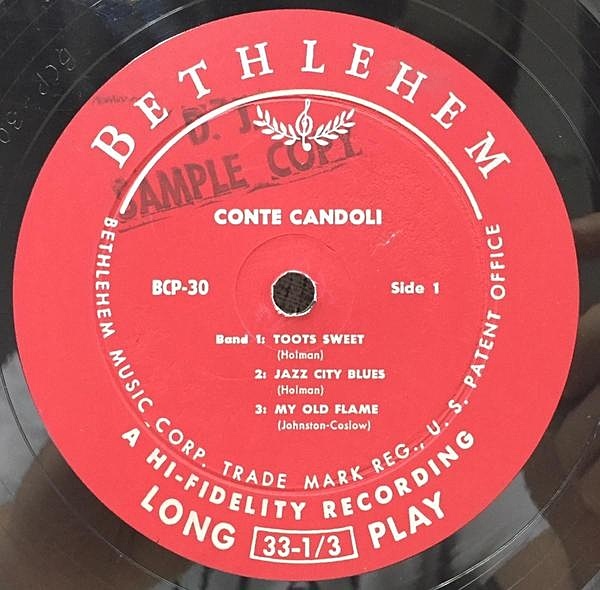 BETHLEHEM
D.J.
SAMPLE COPY
CONTE CANDOLI
BCP-30
Side 1
Band 1: TOOTS SWEET
(Holman)
2: JAZZ CITY BLUES
(Holman)
3: MY OLD FLAME
(Johnston-Coslow)
BETHLEHEM MUSIC CORP. TRADE MARK REG., U. S. PATENT OFFICE
A HI-FIDELITY RECORDING
LONG 33-1/3 PLAY